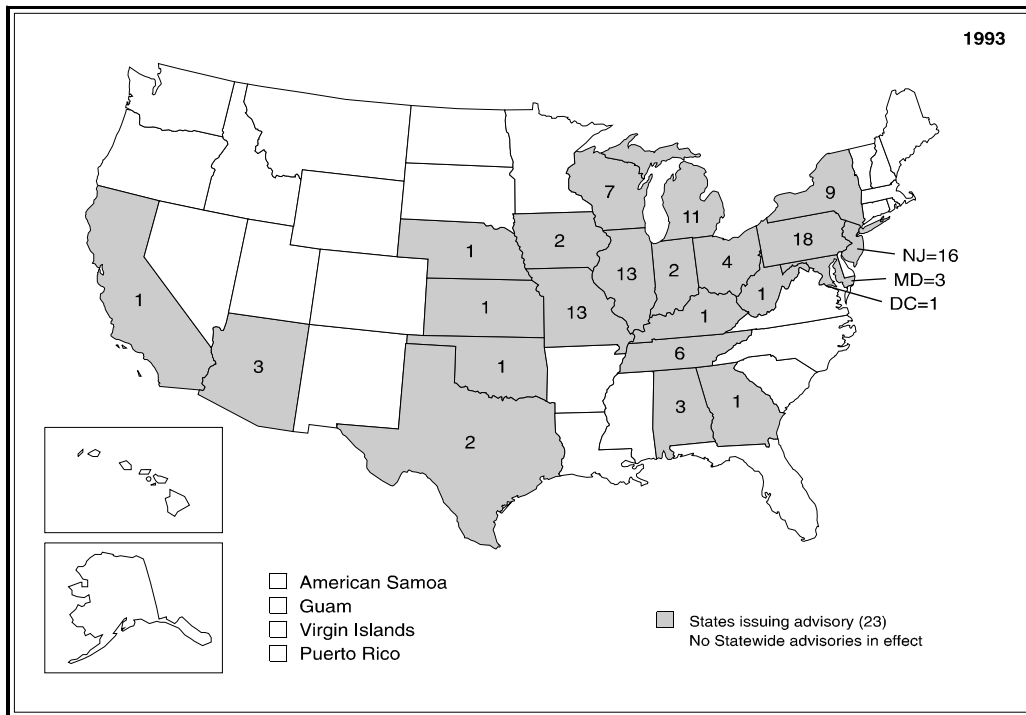 1993
7
9
11
18
NJ=16
MD=3
DC=1
1
2
13
2
4
1
1
1
13
1
3
1
6
3
1
2
American Samoa
Guam
Virgin Islands
Puerto Rico
States issuing advisory (23)
No Statewide advisories in effect